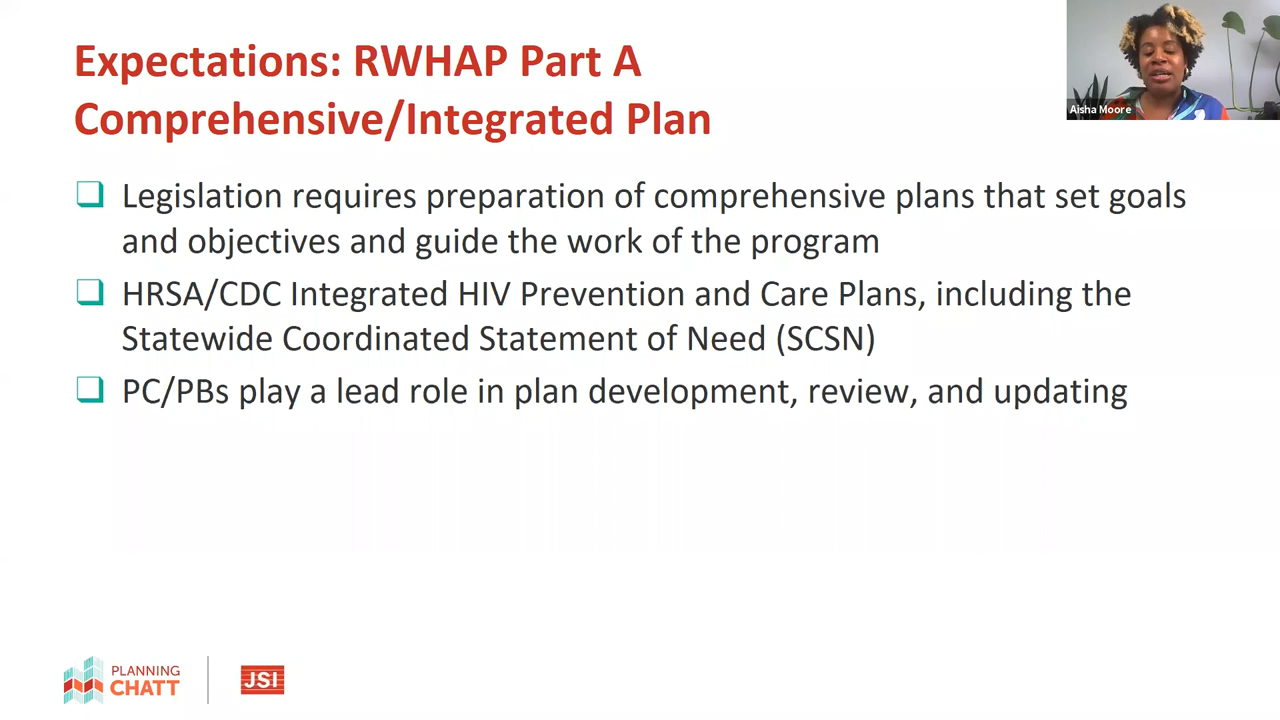 Expectations: RWHAP Part A
Comprehensive/Integrated Plan
Aisha Moore
Legislation requires preparation of comprehensive plans that set goals
and objectives and guide the work of the program
HRSA/CDC Integrated HIV Prevention and Care Plans, including the
Statewide Coordinated Statement of Need (SCSN)
PC/PBs play a lead role in plan development, review, and updating
PLANNING
CHATT
JSI